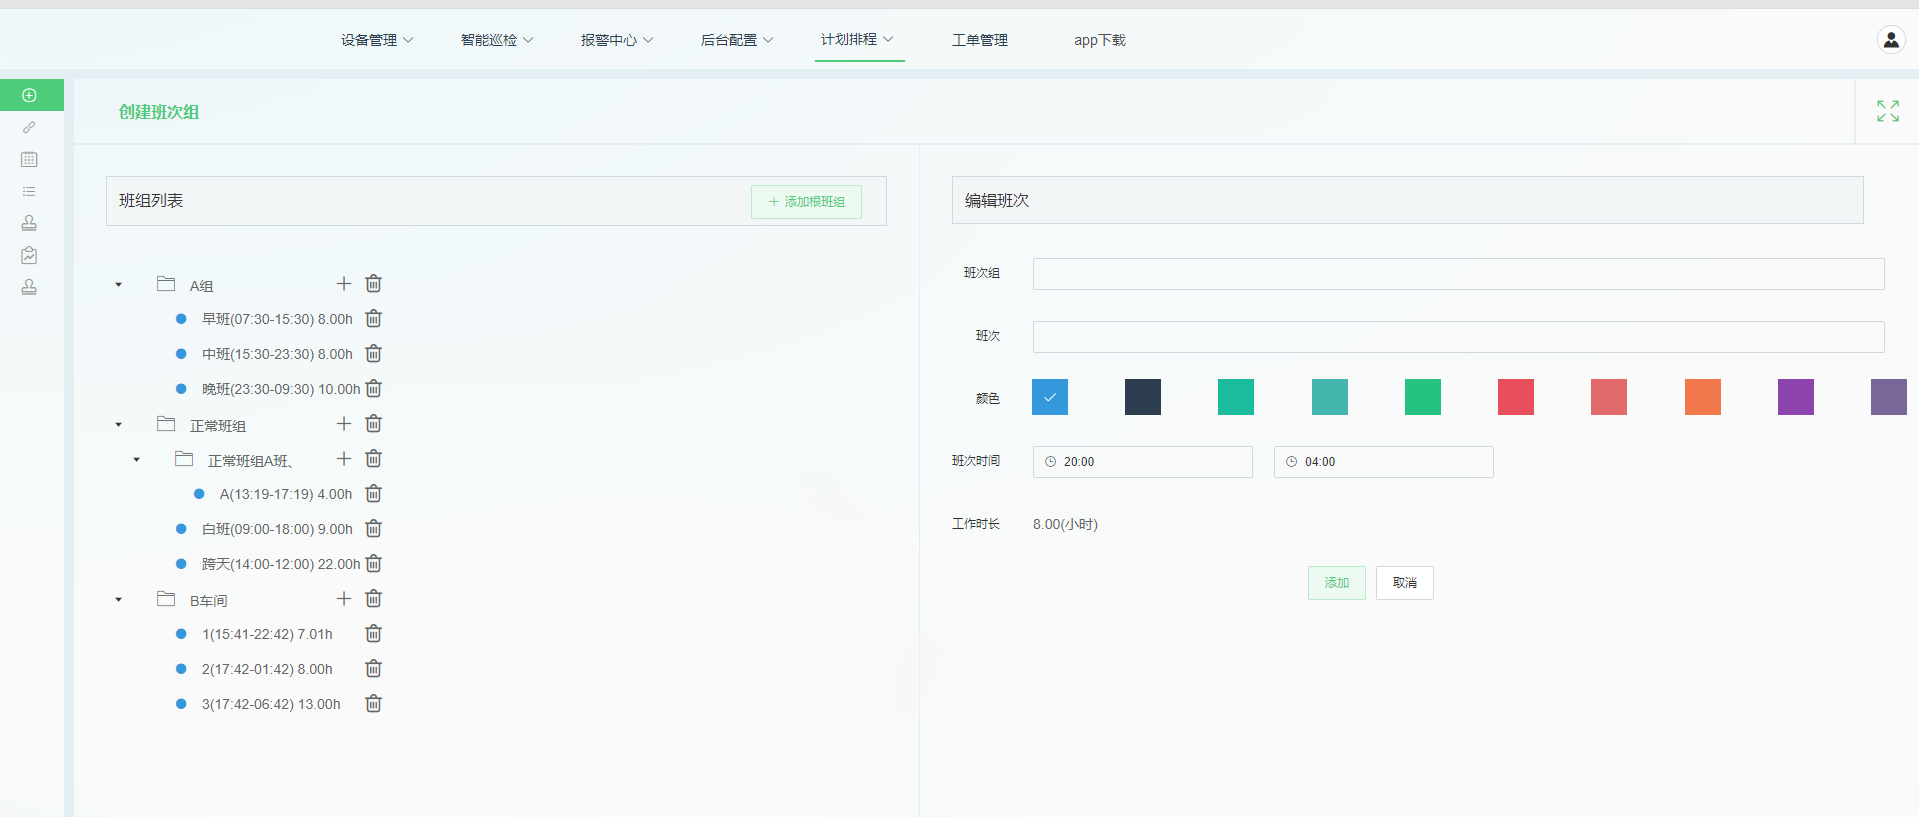 设备管理 智能巡检 报警中心 后台配置 计划排程 工单管理 app下载
创建班次组
班组列表 添加根班组
A组
早班(07:30-15:30) 8.00h
中班(15:30-23:30) 8.00h
晚班(23:30-09:30) 10.00h
正常班组
正常班组A班、
A(13:19-17:19) 4.00h
白班(09:00-18:00) 9.00h
跨天(14:00-12:00) 22.00h
B车间
1(15:41-22:42) 7.01h
2(17:42-01:42) 8.00h
3(17:42-06:42) 13.00h
编辑班次
班次组
班次
颜色
班次时间 20:00 04:00
工作时长 8.00(小时)
添加 取消